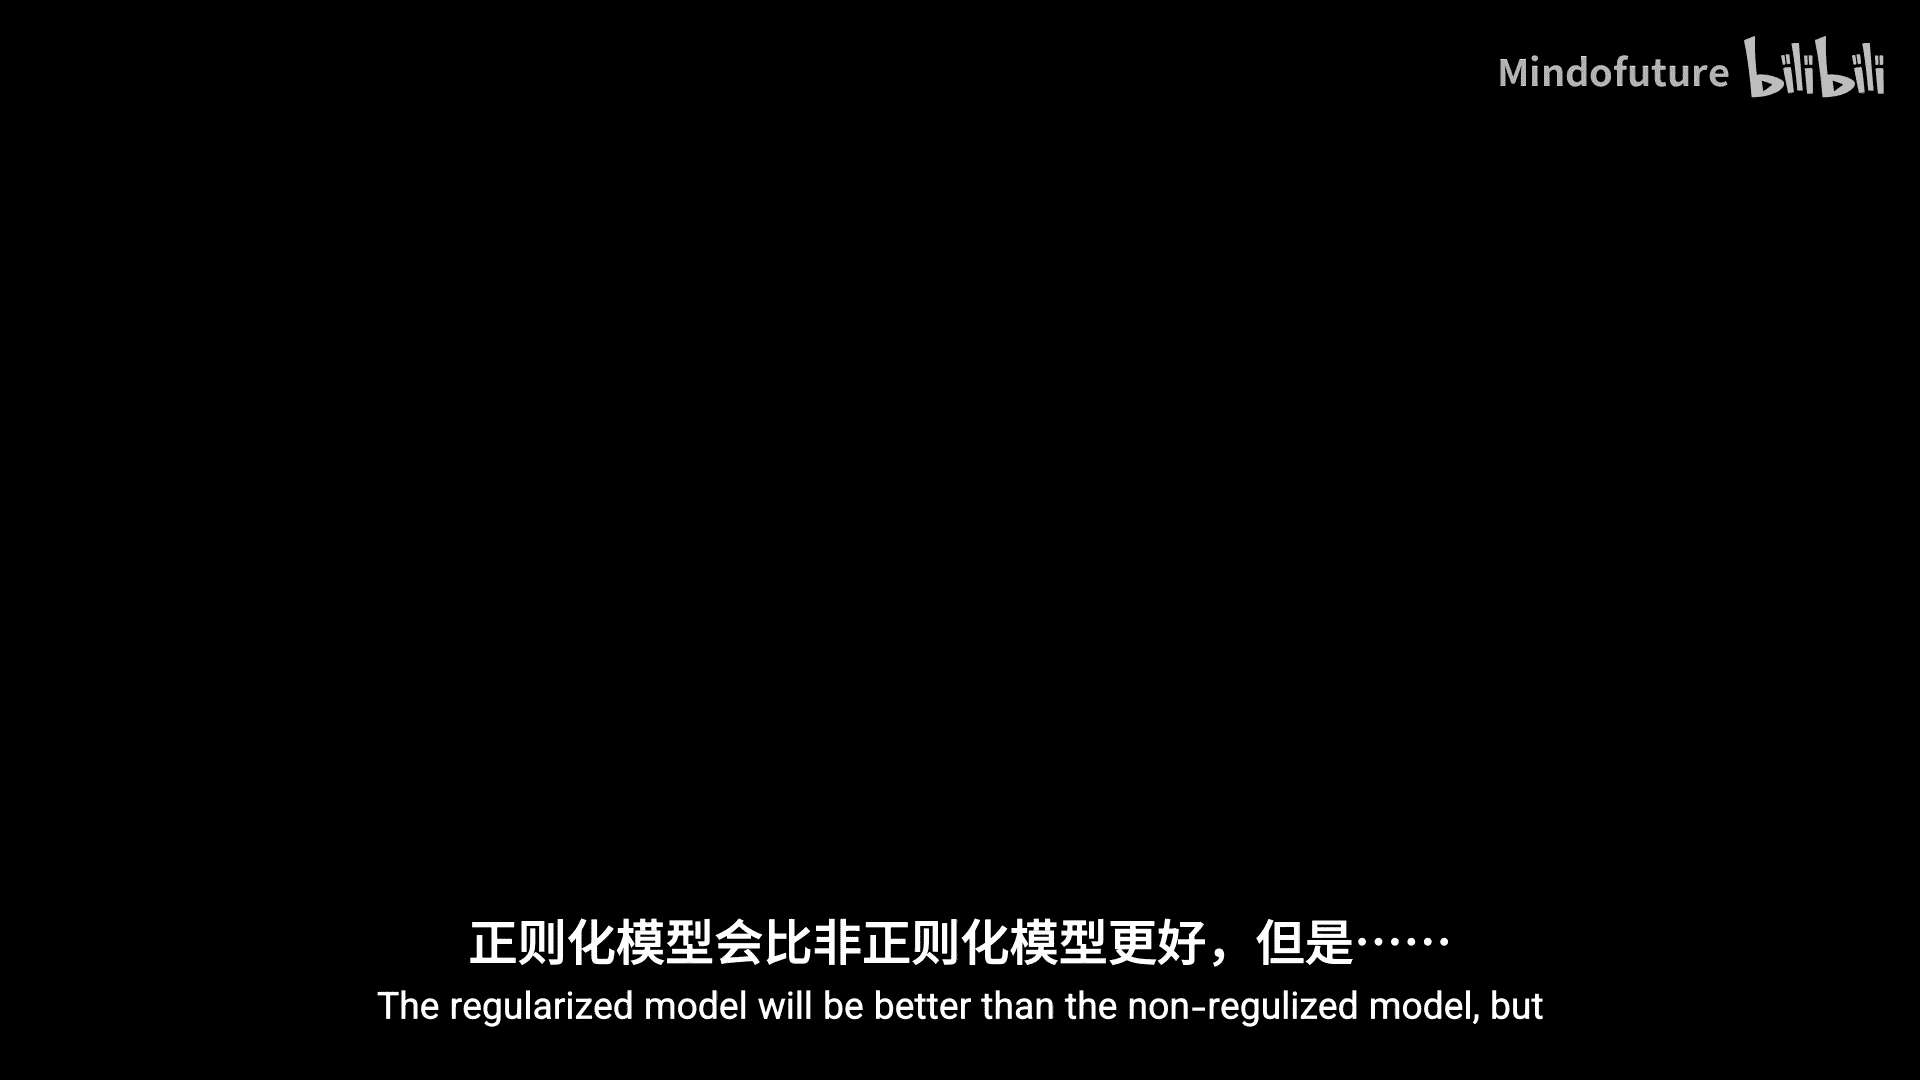 Mindofuture bilibili
正则化模型会比非正则化模型更好，但是……
The regularized model will be better than the non-regulized model, but